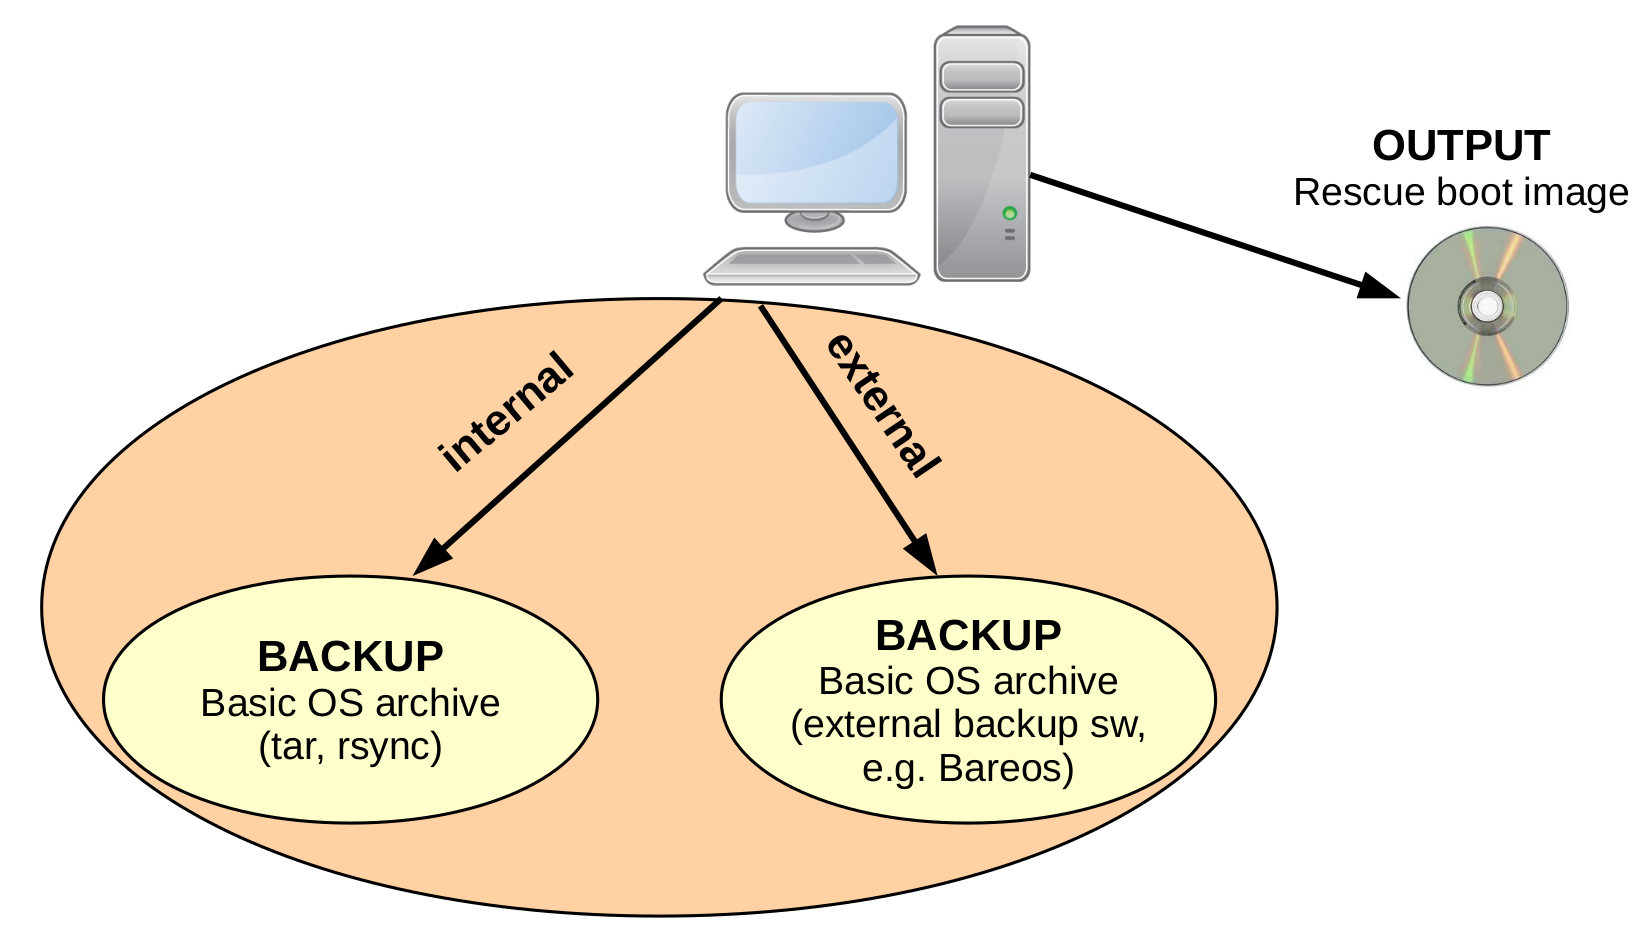 OUTPUT
Rescue boot image
internal
external
BACKUP
Basic OS archive
(tar, rsync)
BACKUP
Basic OS archive
(external backup sw,
e.g. Bareos)